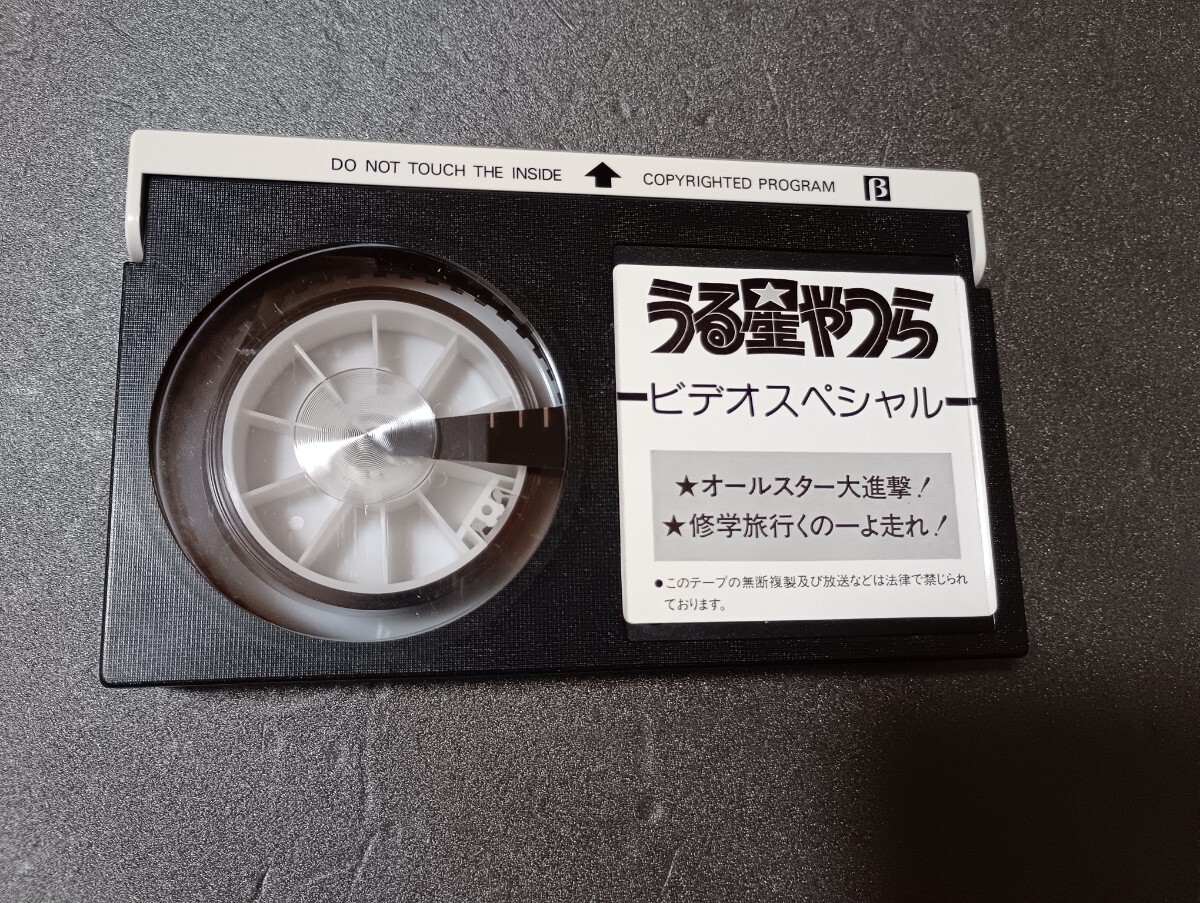 DO NOT TOUCH THE INSIDE COPYRIGHTED PROGRAM β
うる星やつら
ービデオスペシャルー
★オールスター大進撃!
★修学旅行くの一よ走れ!
●このテープの無断複製及び放送などは法律で禁じられ
ております。